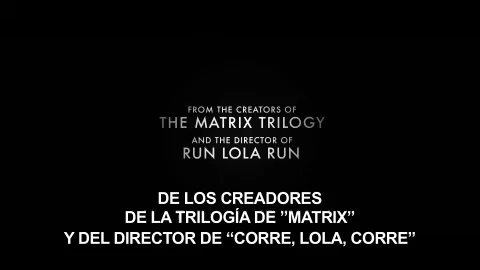 FROM THE CREATORS OF
THE MATRIX TRILOGY
AND THE DIRECTOR OF
RUN LOLA RUN
DE LOS CREADORES
DE LA TRILOGÍA DE ”MATRIX”
Y DEL DIRECTOR DE “CORRE, LOLA, CORRE”